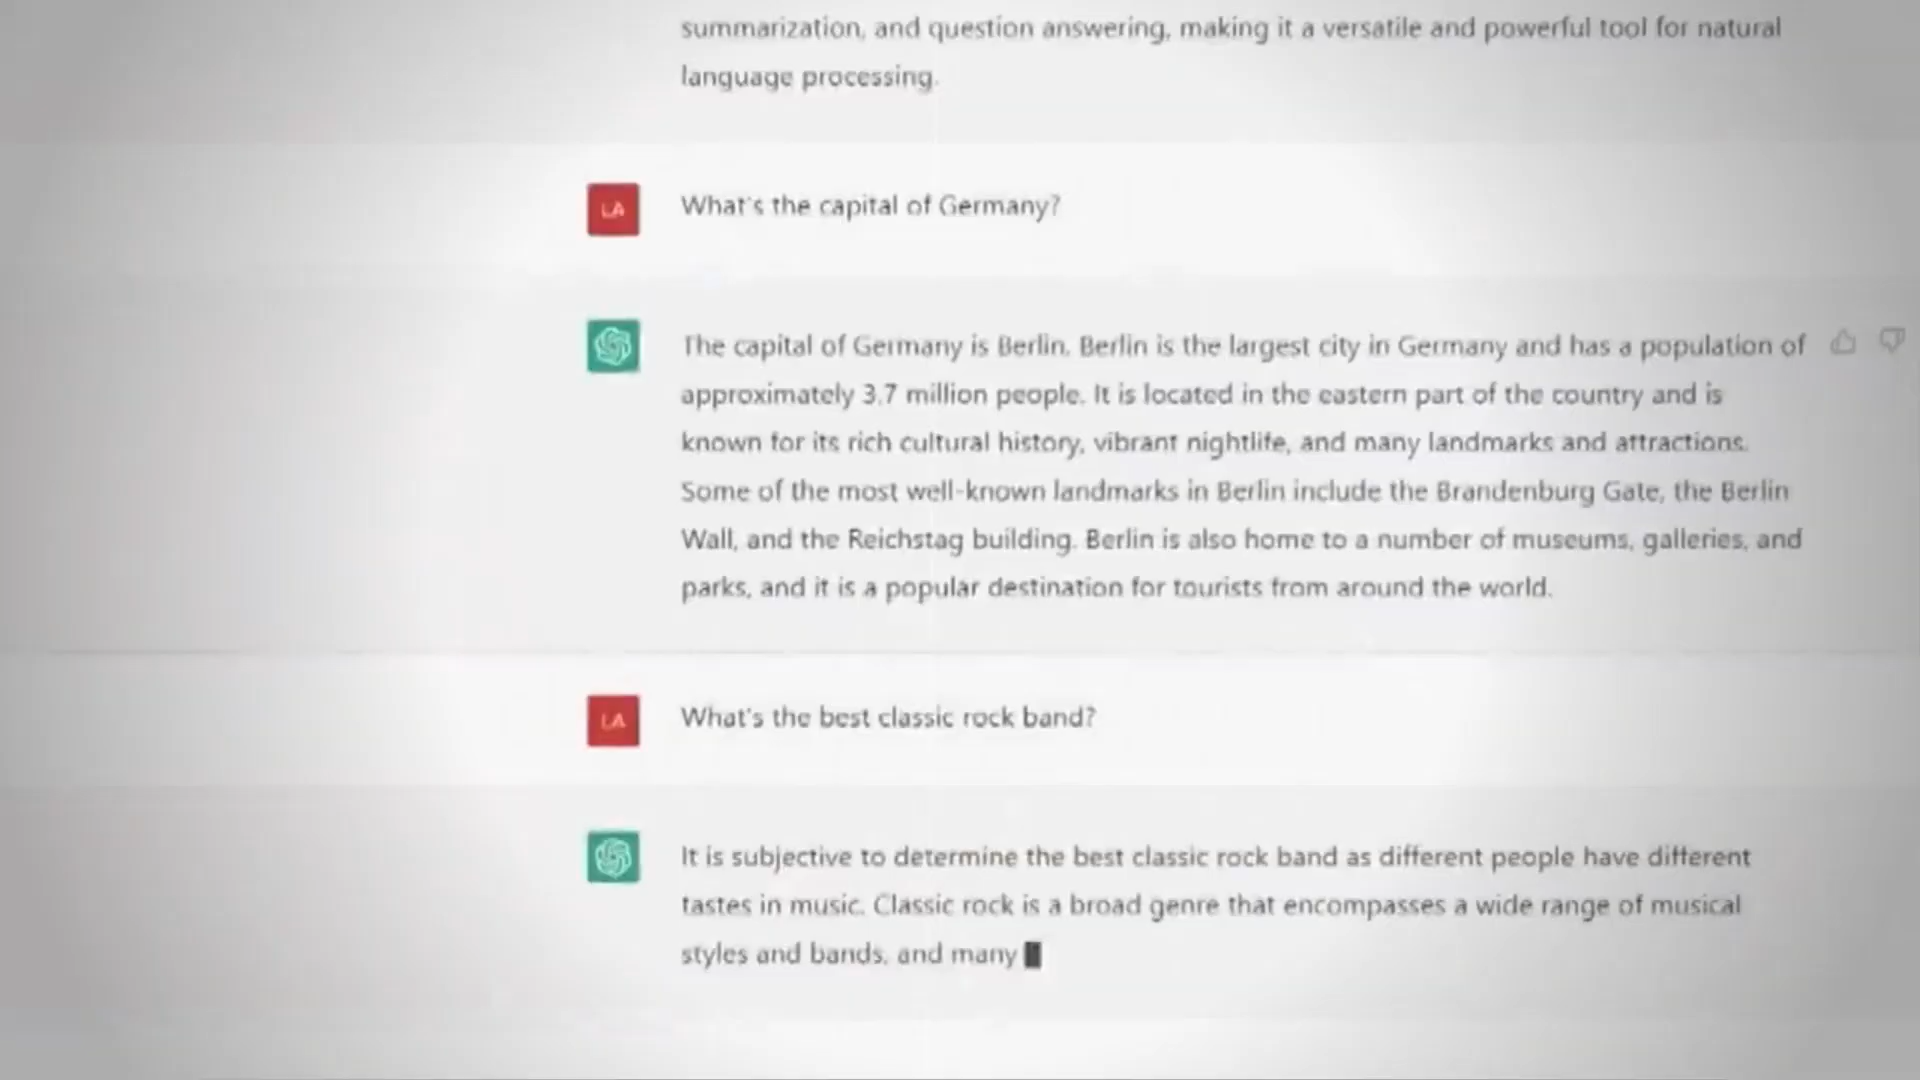 summarization, and question answering, making it a versatile and powerful tool for natural
language processing.
LA
What's the capital of Germany?
The capital of Germany is Berlin. Berlin is the largest city in Germany and has a population of
approximately 3.7 million people. It is located in the eastern part of the country and is
known for its rich cultural history, vibrant nightlife, and many landmarks and attractions.
Some of the most well-known landmarks in Berlin include the Brandenburg Gate, the Berlin
Wall, and the Reichstag building. Berlin is also home to a number of museums, galleries, and
parks, and it is a popular destination for tourists from around the world.
LA
What's the best classic rock band?
It is subjective to determine the best classic rock band as different people have different
tastes in music. Classic rock is a broad genre that encompasses a wide range of musical
styles and bands, and many